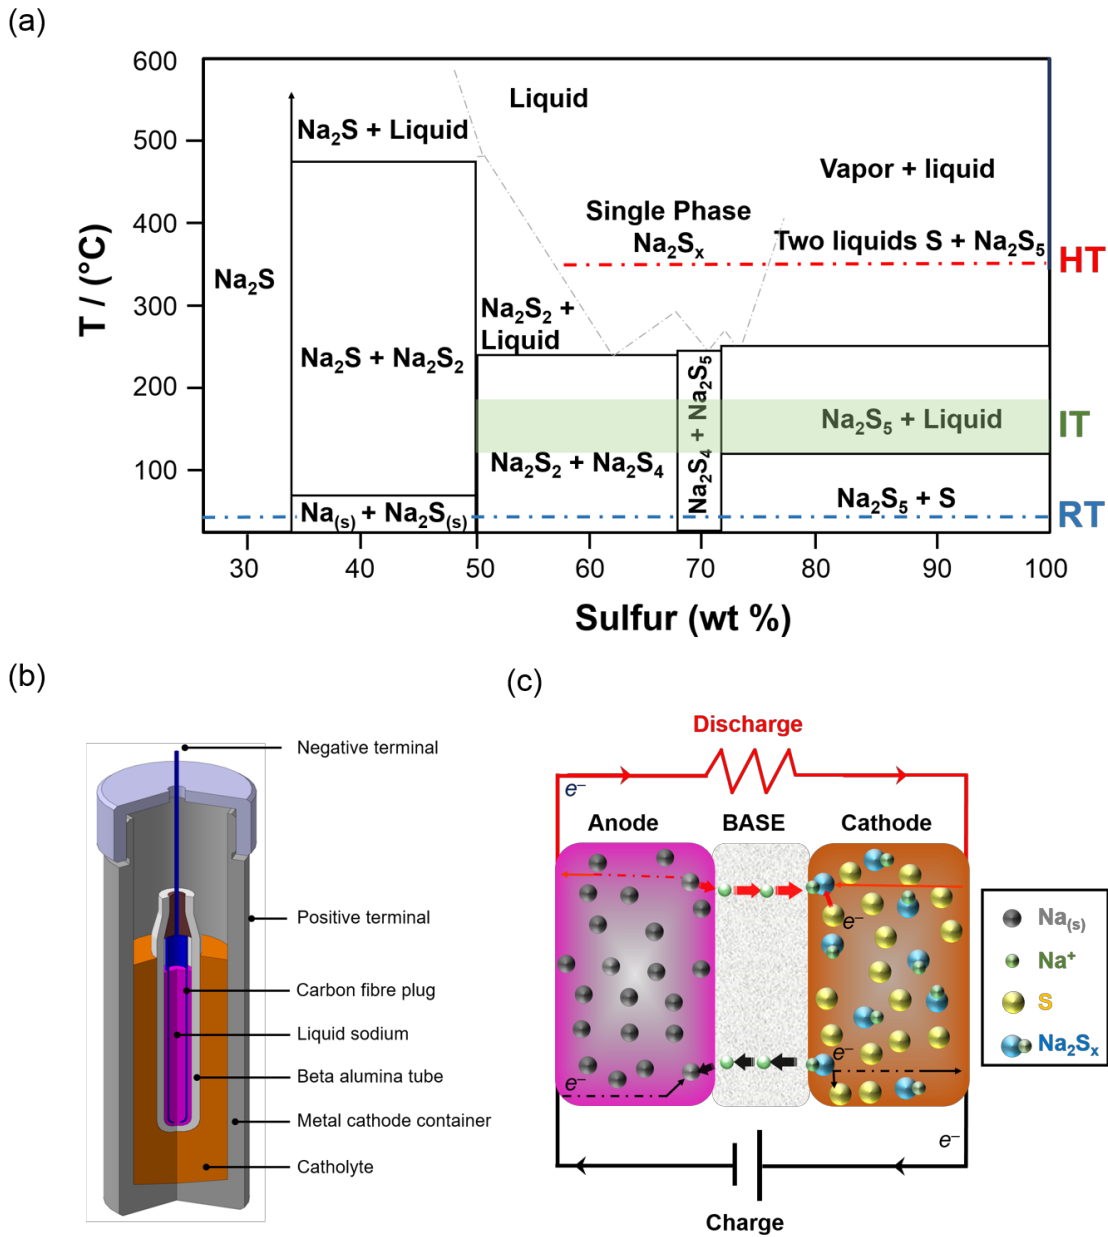 (a)
600
500
400
300
200
100
T / (°C)
Liquid
Na₂S + Liquid
Vapor + liquid
Single Phase
Na₂Sₓ
Two liquids S + Na₂S₅
HT
Na₂S
Na₂S₂ +
Liquid
Na₂S + Na₂S₂
Na₂S₄ + Na₂S₅
Na₂S₅ + Liquid
IT
Na₂S₂ + Na₂S₄
Na₂S₅ + S
Na₍s₎ + Na₂S₍s₎
RT
30
40
50
60
70
80
90
100
Sulfur (wt %)
(b)
Negative terminal
Positive terminal
Carbon fibre plug
Liquid sodium
Beta alumina tube
Metal cathode container
Catholyte
(c)
Discharge
e⁻
Anode
BASE
Cathode
e⁻
e⁻
e⁻
e⁻
Charge
Na₍s₎
Na⁺
S
Na₂Sₓ